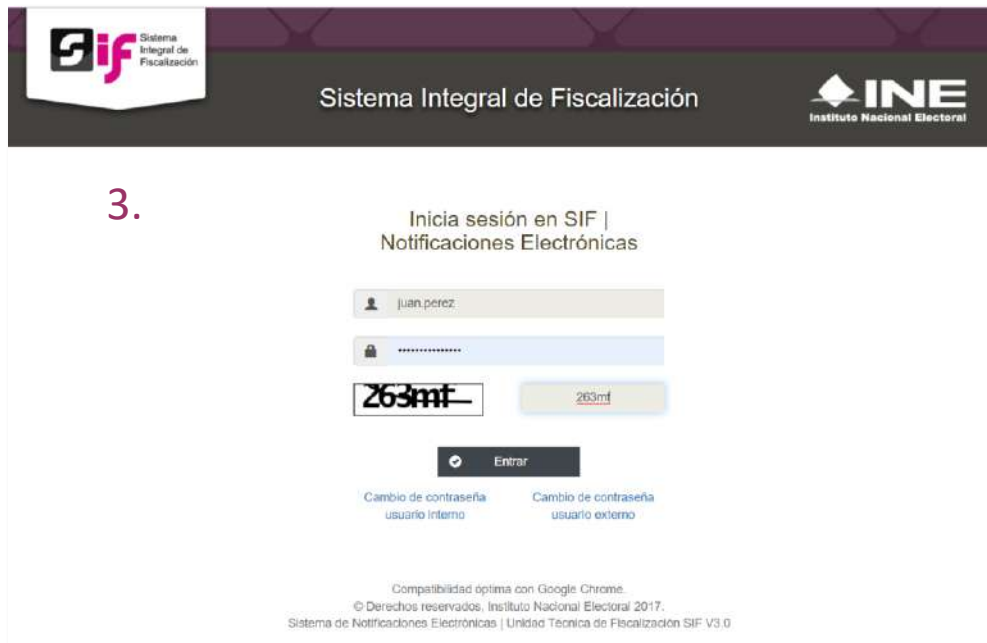 Sif Sistema
Integral de
Fiscalización
Sistema Integral de Fiscalización
INE
Instituto Nacional Electoral
3.
Inicia sesión en SIF |
Notificaciones Electrónicas
juan.perez
•••••••••••••••
263mf
263mf
Entrar
Cambio de contraseña
usuario interno
Cambio de contraseña
usuario externo
Compatibilidad óptima con Google Chrome.
© Derechos reservados, Instituto Nacional Electoral 2017.
Sistema de Notificaciones Electrónicas | Unidad Técnica de Fiscalización SIF V3.0